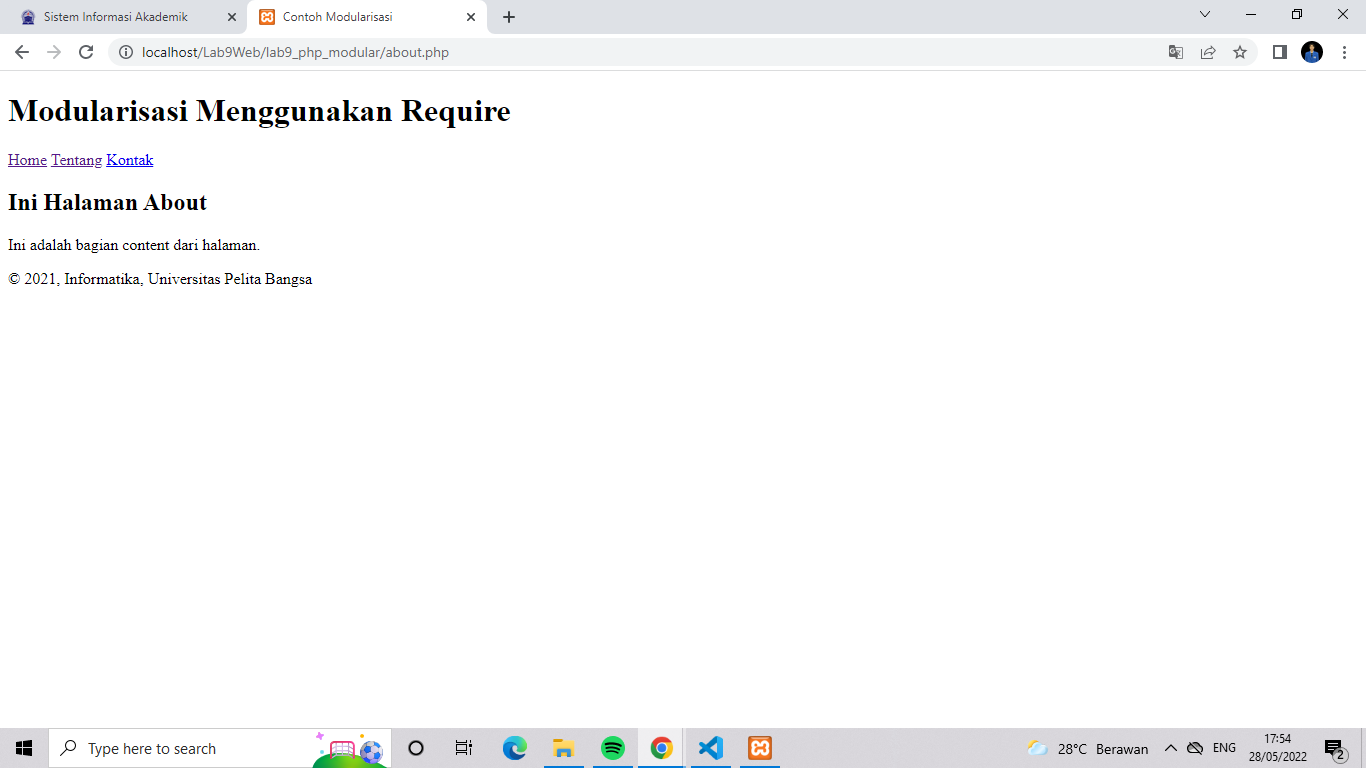 Sistem Informasi Akademik
Contoh Modularisasi
localhost/Lab9Web/lab9_php_modular/about.php
Modularisasi Menggunakan Require
Home Tentang Kontak
Ini Halaman About
Ini adalah bagian content dari halaman.
© 2021, Informatika, Universitas Pelita Bangsa
Type here to search
28°C Berawan
ENG
17:54
28/05/2022
2